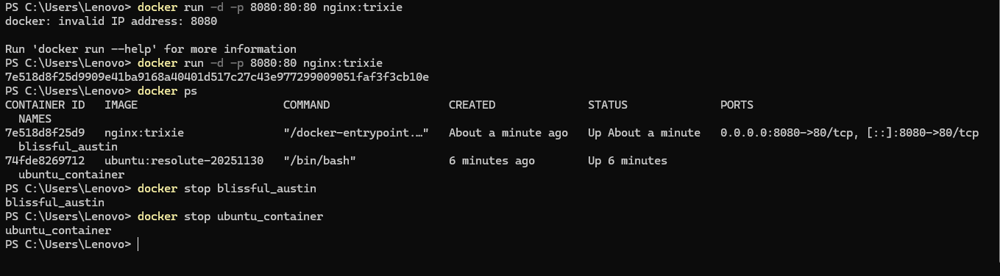 PS C:\Users\Lenovo> docker run -d -p 8080:80:80 nginx:trixie
docker: invalid IP address: 8080
Run 'docker run --help' for more information
PS C:\Users\Lenovo> docker run -d -p 8080:80 nginx:trixie
7e518d8f25d9909e41ba9168a40401d517c27c43e977299009051faf3f3cb10e
PS C:\Users\Lenovo> docker ps
CONTAINER ID   IMAGE                      COMMAND                  CREATED              STATUS              PORTS
  NAMES
7e518d8f25d9   nginx:trixie               "/docker-entrypoint.…"   About a minute ago   Up About a minute   0.0.0.0:8080->80/tcp, [::]:8080->80/tcp
  blissful_austin
74fde8269712   ubuntu:resolute-20251130   "/bin/bash"              6 minutes ago        Up 6 minutes
  ubuntu_container
PS C:\Users\Lenovo> docker stop blissful_austin
blissful_austin
PS C:\Users\Lenovo> docker stop ubuntu_container
ubuntu_container
PS C:\Users\Lenovo>